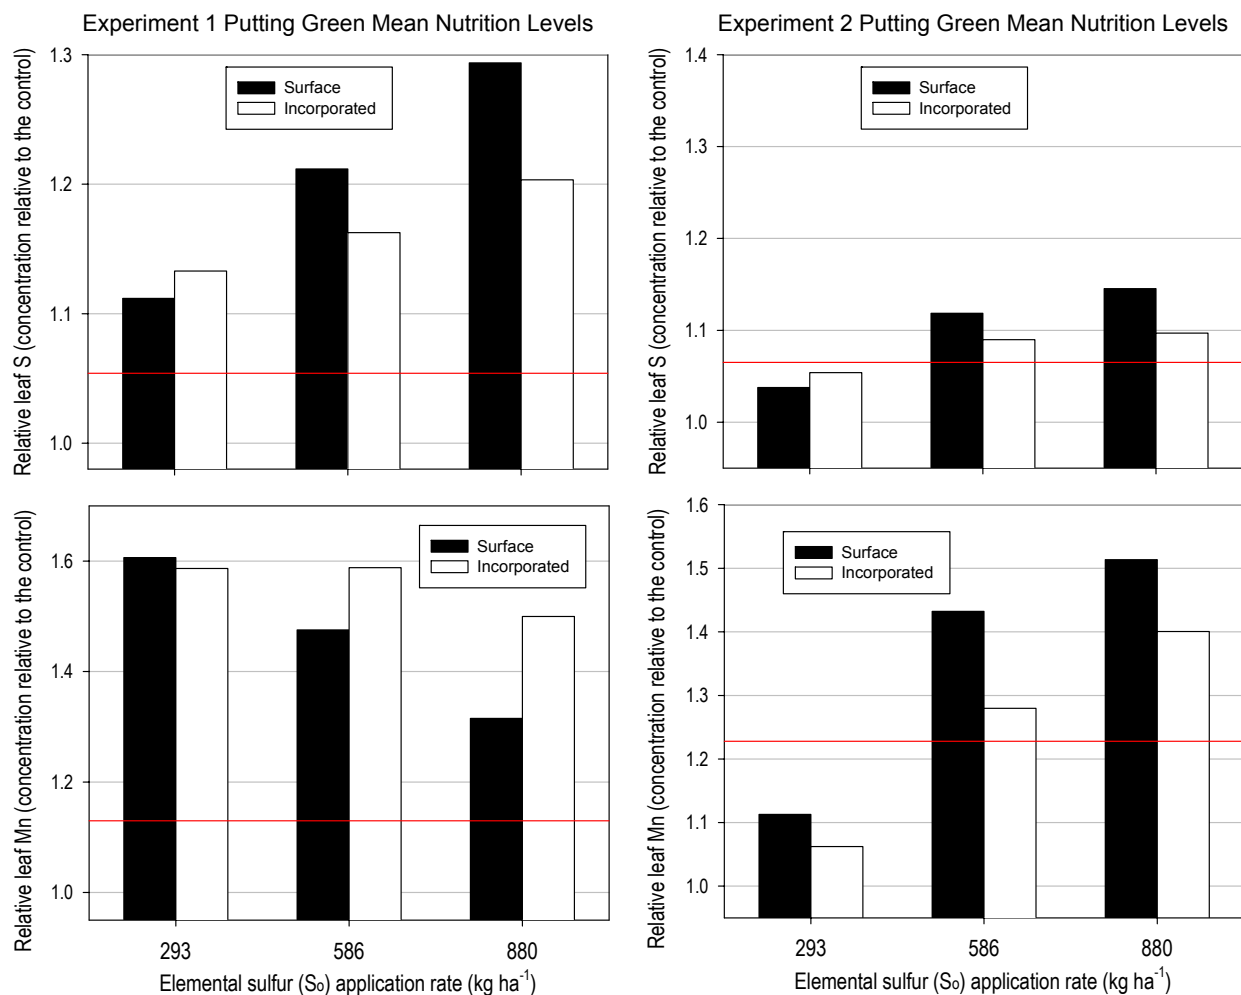 Experiment 1 Putting Green Mean Nutrition Levels
Relative leaf S (concentration relative to the control)
1.3
1.2
1.1
1.0
Surface
Incorporated
Experiment 2 Putting Green Mean Nutrition Levels
Relative leaf S (concentration relative to the control)
1.4
1.3
1.2
1.1
1.0
Surface
Incorporated
Relative leaf Mn (concentration relative to the control)
1.6
1.4
1.2
1.0
Surface
Incorporated
293 586 880
Elemental sulfur (S₀) application rate (kg ha⁻¹)
Relative leaf Mn (concentration relative to the control)
1.6
1.5
1.4
1.3
1.2
1.1
1.0
Surface
Incorporated
293 586 880
Elemental sulfur (S₀) application rate (kg ha⁻¹)